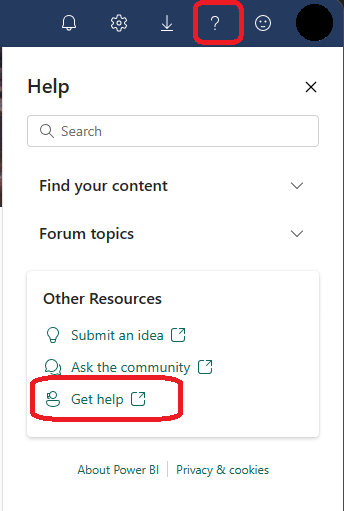 ?
Help
Search
Find your content
Forum topics
Other Resources
Submit an idea
Ask the community
Get help
About Power BI | Privacy & cookies